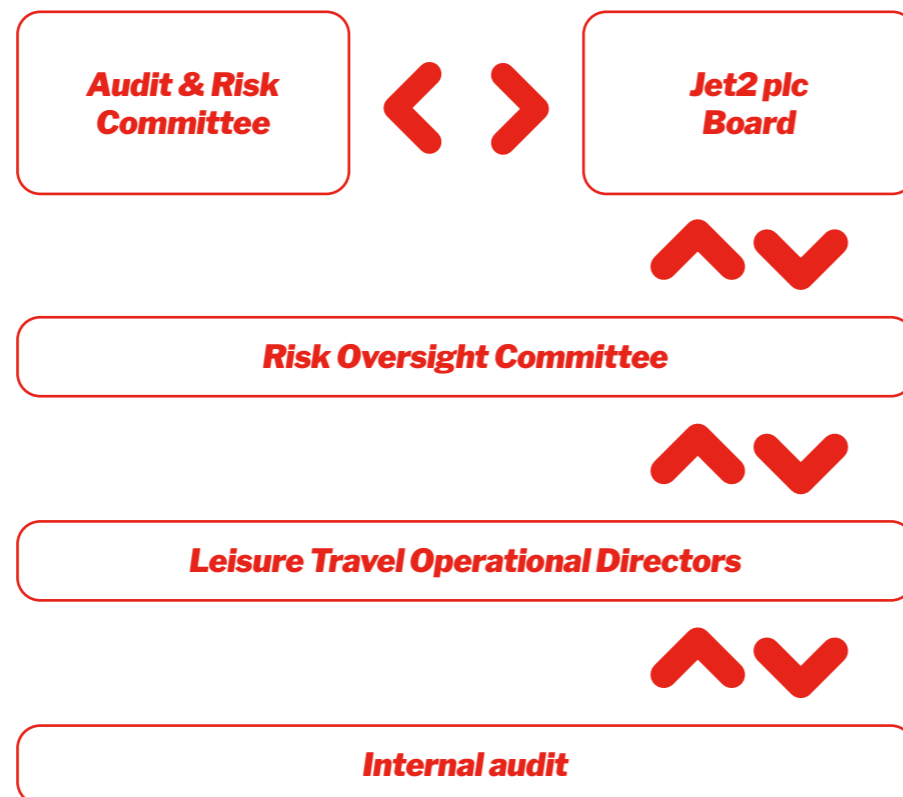 Audit & Risk
Committee
Jet2 plc
Board
Risk Oversight Committee
Leisure Travel Operational Directors
Internal audit